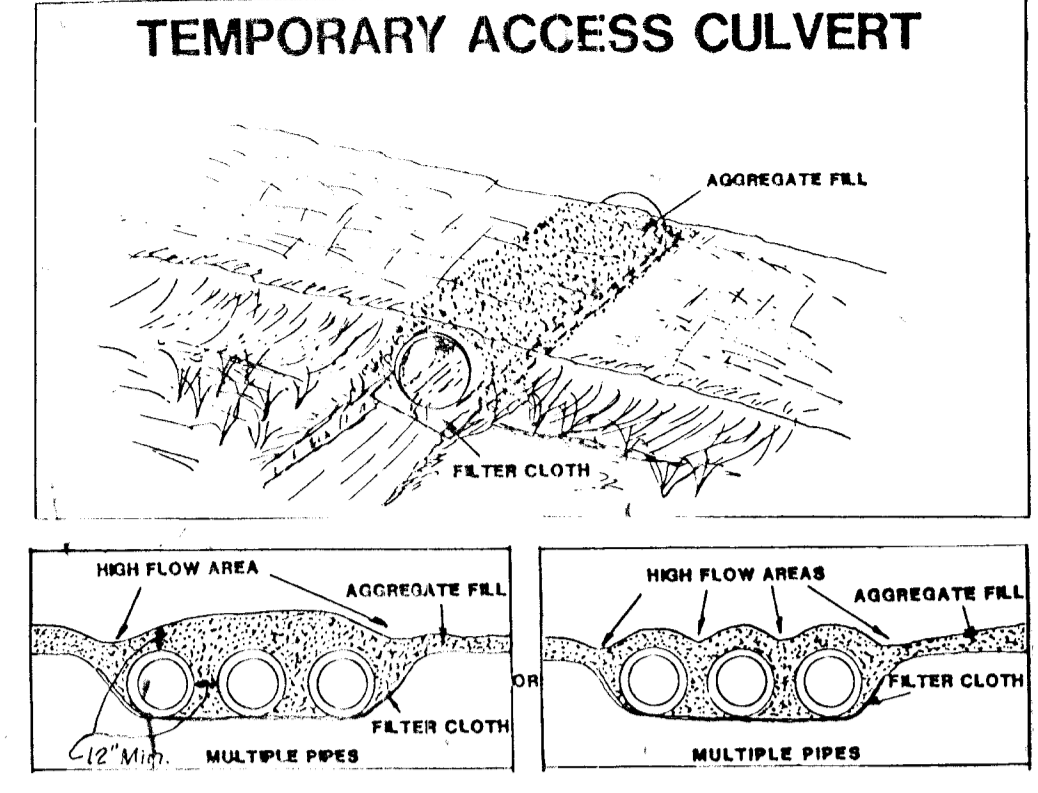 TEMPORARY ACCESS CULVERT
AGGREGATE FILL
FILTER CLOTH
HIGH FLOW AREA
AGGREGATE FILL
FILTER CLOTH
12" Min.
MULTIPLE PIPES
OR
HIGH FLOW AREAS
AGGREGATE FILL
FILTER CLOTH
MULTIPLE PIPES